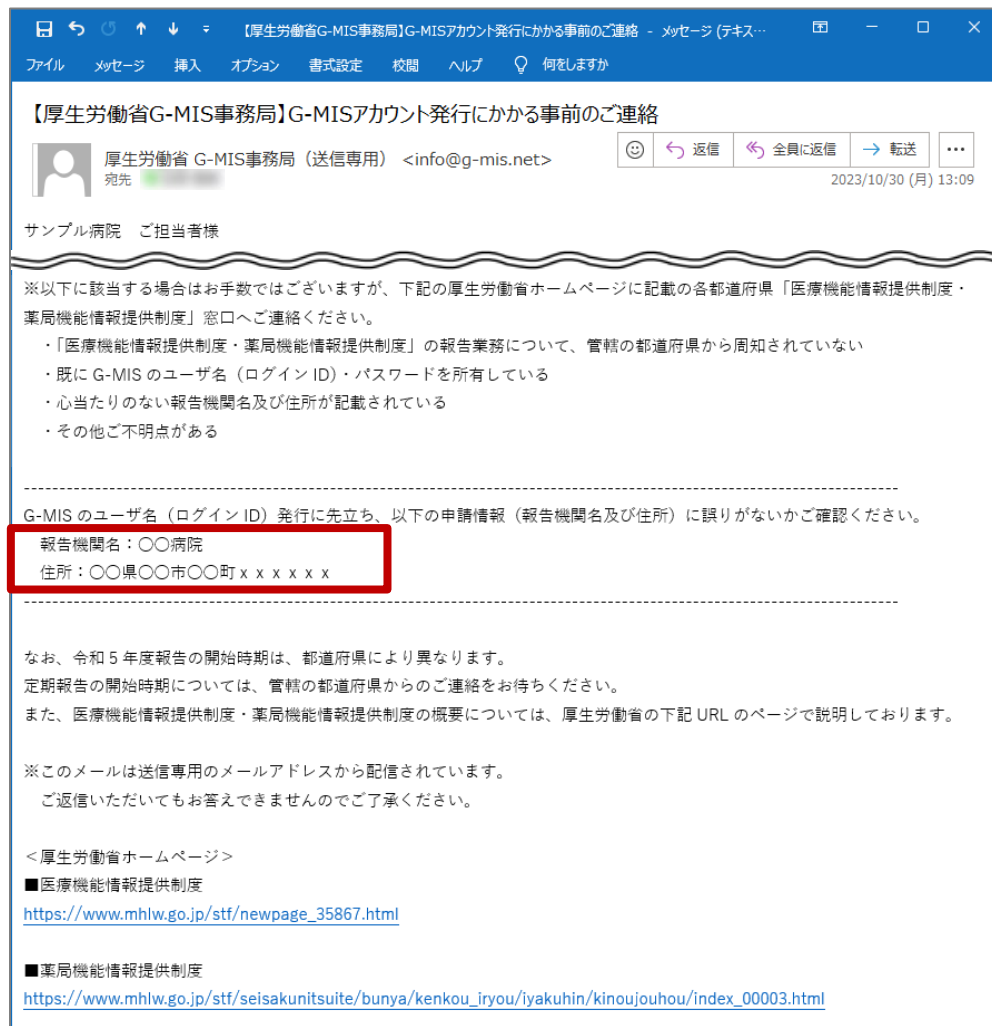 【厚生労働省G-MIS事務局】G-MISアカウント発行にかかる事前のご連絡 - メッセージ (テキス…
ファイル メッセージ 挿入 オプション 書式設定 校閲 ヘルプ 何をしますか
【厚生労働省G-MIS事務局】G-MISアカウント発行にかかる事前のご連絡
厚生労働省 G-MIS事務局（送信専用） <info@g-mis.net>
返信 全員に返信 転送 …
宛先
2023/10/30 (月) 13:09
サンプル病院　ご担当者様
※以下に該当する場合はお手数ではございますが、下記の厚生労働省ホームページに記載の各都道府県「医療機能情報提供制度・
薬局機能情報提供制度」窓口へご連絡ください。
・「医療機能情報提供制度・薬局機能情報提供制度」の報告業務について、管轄の都道府県から周知されていない
・既に G-MIS のユーザ名（ログイン ID）・パスワードを所有している
・心当たりのない報告機関名及び住所が記載されている
・その他ご不明点がある
--------------------------------------------------------------------------------
G-MIS のユーザ名（ログイン ID）発行に先立ち、以下の申請情報（報告機関名及び住所）に誤りがないかご確認ください。
報告機関名：〇〇病院
住所：〇〇県〇〇市〇〇町ｘｘｘｘｘｘ
--------------------------------------------------------------------------------
なお、令和５年度報告の開始時期は、都道府県により異なります。
定期報告の開始時期については、管轄の都道府県からのご連絡をお待ちください。
また、医療機能情報提供制度・薬局機能情報提供制度の概要については、厚生労働省の下記 URL のページで説明しております。
※このメールは送信専用のメールアドレスから配信されています。
ご返信いただいてもお答えできませんのでご了承ください。
＜厚生労働省ホームページ＞
■医療機能情報提供制度
https://www.mhlw.go.jp/stf/newpage_35867.html
■薬局機能情報提供制度
https://www.mhlw.go.jp/stf/seisakunitsuite/bunya/kenkou_iryou/iyakuhin/kinoujouhou/index_00003.html